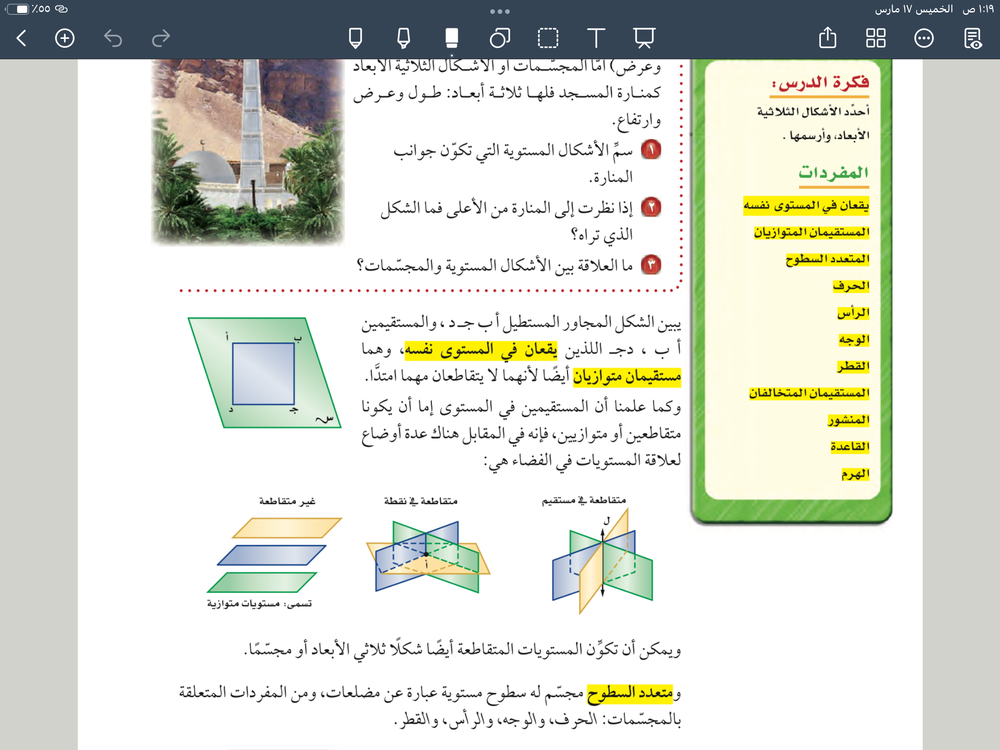 ١:١٩ ص الخميس ١٧ مارس
٪٥٥
وعرض) أمّا المجسّمات أو الأشكال الثلاثية الأبعاد
كمنارة المسجد فلها ثلاثة أبعاد: طول وعرض
وارتفاع.
١ سمِّ الأشكال المستوية التي تكوّن جوانب
المنارة.
٢ إذا نظرت إلى المنارة من الأعلى فما الشكل
الذي تراه؟
٣ ما العلاقة بين الأشكال المستوية والمجسّمات؟
فكرة الدرس:
أحدِّد الأشكال الثلاثية
الأبعاد، وأرسمها .
المفردات
يقعان في المستوى نفسه
المستقيمان المتوازيان
المتعدد السطوح
الحرف
الرأس
الوجه
القطر
المستقيمان المتخالفان
المنشور
القاعدة
الهرم
يبين الشكل المجاور المستطيل أ ب جـ د ، والمستقيمين
أ ب ، دجـ اللذين يقعان في المستوى نفسه، وهما
مستقيمان متوازيان أيضًا لأنهما لا يتقاطعان مهما امتدَّا.
وكما علمنا أن المستقيمين في المستوى إما أن يكونا
متقاطعين أو متوازيين، فإنه في المقابل هناك عدة أوضاع
لعلاقة المستويات في الفضاء هي:
أ
ب
د
جـ
س
متقاطعة في مستقيم
ل
متقاطعة في نقطة
أ
غير متقاطعة
تسمى: مستويات متوازية
ويمكن أن تكوِّن المستويات المتقاطعة أيضًا شكلًا ثلاثي الأبعاد أو مجسّمًا.
ومتعدد السطوح مجسّم له سطوح مستوية عبارة عن مضلعات، ومن المفردات المتعلقة
بالمجسّمات: الحرف، والوجه، والرأس، والقطر.